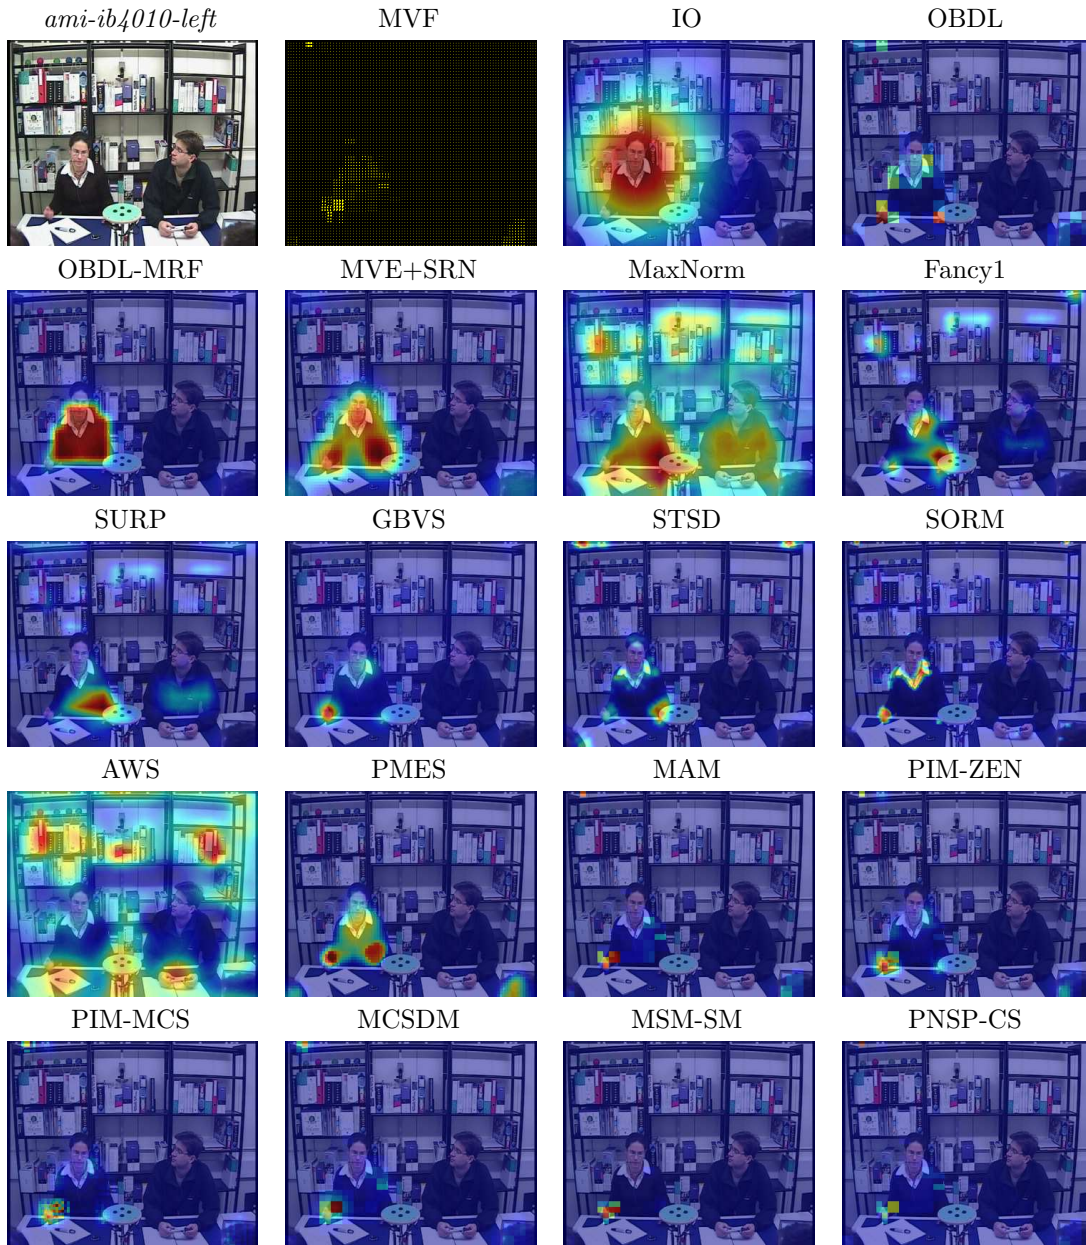 ami-ib4010-left MVF IO OBDL
OBDL-MRF MVE+SRN MaxNorm Fancy1
SURP GBVS STSD SORM
AWS PMES MAM PIM-ZEN
PIM-MCS MCSDM MSM-SM PNSP-CS